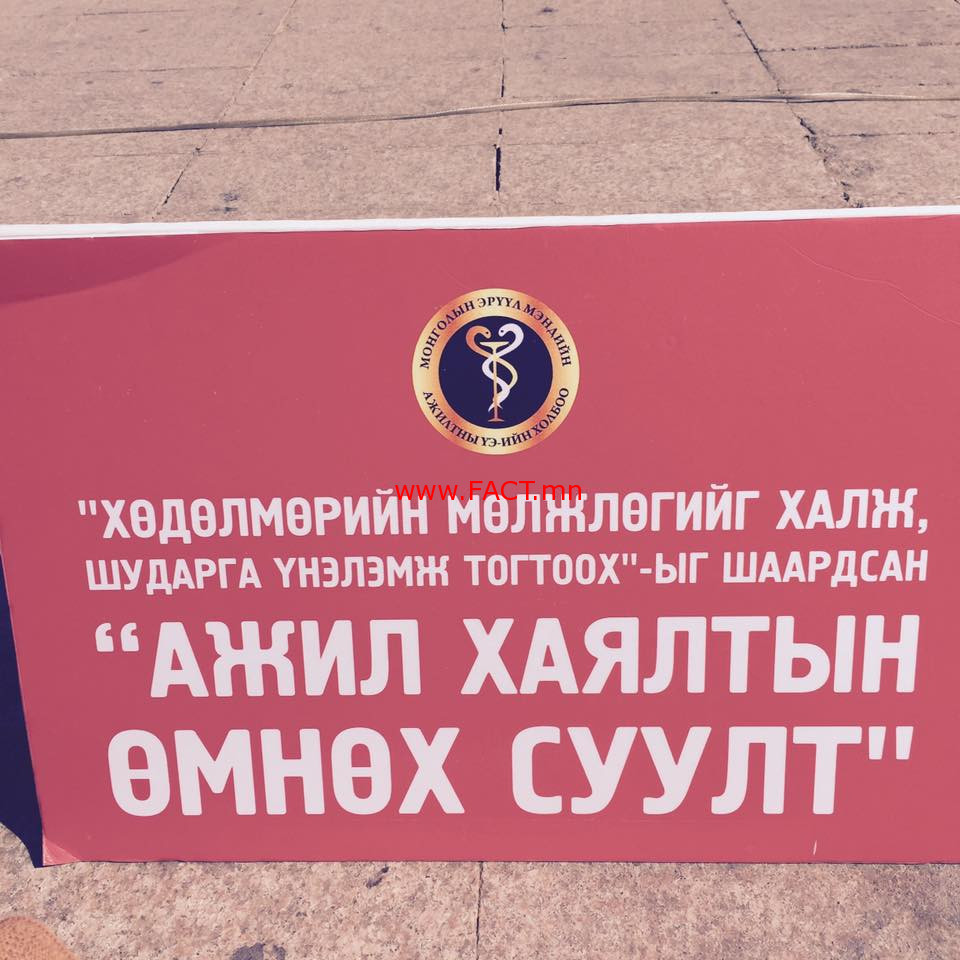 МОНГОЛЫН ЭРҮҮЛ МЭНДИЙН
АЖИЛТНЫ ҮЭ-ИЙН ХОЛБОО
www.FACT.mn
"ХӨДӨЛМӨРИЙН МӨЛЖЛӨГИЙГ ХАЛЖ,
ШУДАРГА ҮНЭЛЭМЖ ТОГТООХ"-ЫГ ШААРДСАН
“АЖИЛ ХАЯЛТЫН
ӨМНӨХ СУУЛТ"